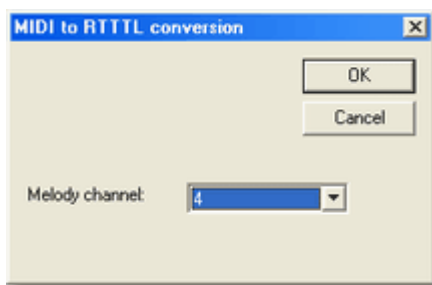 MIDI to RTTTL conversion
OK
Cancel
Melody channel:
4